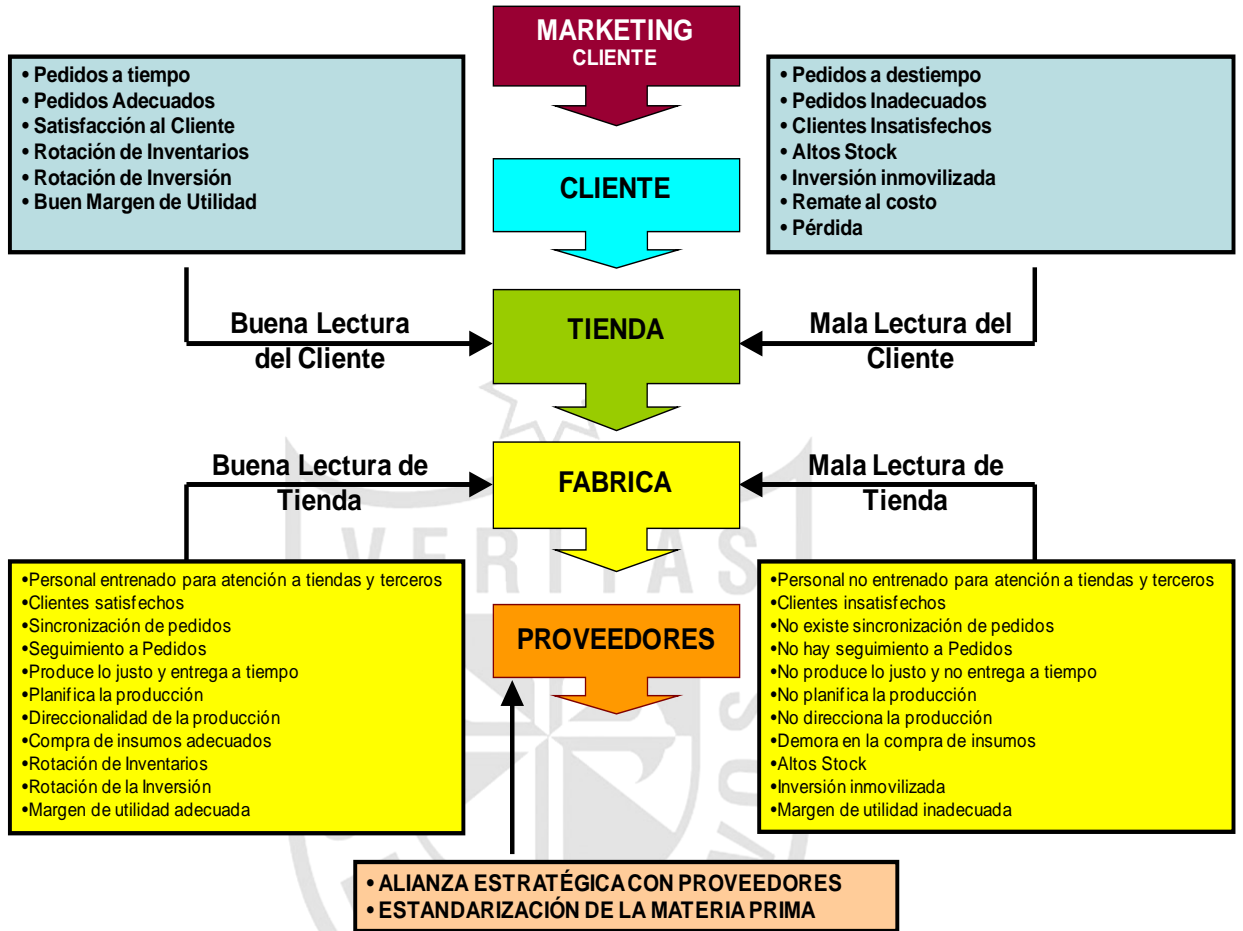 MARKETING
CLIENTE
• Pedidos a tiempo
• Pedidos Adecuados
• Satisfacción al Cliente
• Rotación de Inventarios
• Rotación de Inversión
• Buen Margen de Utilidad
• Pedidos a destiempo
• Pedidos Inadecuados
• Clientes Insatisfechos
• Altos Stock
• Inversión inmovilizada
• Remate al costo
• Pérdida
CLIENTE
Buena Lectura
del Cliente
TIENDA
Mala Lectura del
Cliente
Buena Lectura de
Tienda
FABRICA
Mala Lectura de
Tienda
VERITAS
•Personal entrenado para atención a tiendas y terceros
•Clientes satisfechos
•Sincronización de pedidos
•Seguimiento a Pedidos
•Produce lo justo y entrega a tiempo
•Planifica la producción
•Direccionalidad de la producción
•Compra de insumos adecuados
•Rotación de Inventarios
•Rotación de la Inversión
•Margen de utilidad adecuada
PROVEEDORES
•Personal no entrenado para atención a tiendas y terceros
•Clientes insatisfechos
•No existe sincronización de pedidos
•No hay seguimiento a Pedidos
•No produce lo justo y no entrega a tiempo
•No planifica la producción
•No direcciona la producción
•Demora en la compra de insumos
•Altos Stock
•Inversión inmovilizada
•Margen de utilidad inadecuada
• ALIANZA ESTRATÉGICA CON PROVEEDORES
• ESTANDARIZACIÓN DE LA MATERIA PRIMA